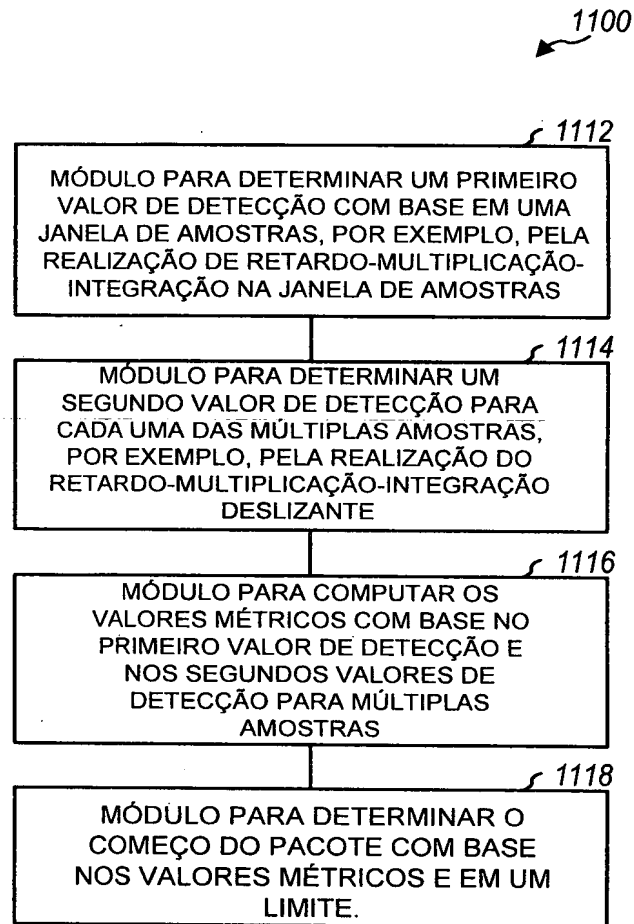 1100
1112
MÓDULO PARA DETERMINAR UM PRIMEIRO
VALOR DE DETECÇÃO COM BASE EM UMA
JANELA DE AMOSTRAS, POR EXEMPLO, PELA
REALIZAÇÃO DE RETARDO-MULTIPLICAÇÃO-
INTEGRAÇÃO NA JANELA DE AMOSTRAS
1114
MÓDULO PARA DETERMINAR UM
SEGUNDO VALOR DE DETECÇÃO PARA
CADA UMA DAS MÚLTIPLAS AMOSTRAS,
POR EXEMPLO, PELA REALIZAÇÃO DO
RETARDO-MULTIPLICAÇÃO-INTEGRAÇÃO
DESLIZANTE
1116
MÓDULO PARA COMPUTAR OS
VALORES MÉTRICOS COM BASE NO
PRIMEIRO VALOR DE DETECÇÃO E
NOS SEGUNDOS VALORES DE
DETECÇÃO PARA MÚLTIPLAS
AMOSTRAS
1118
MÓDULO PARA DETERMINAR O
COMEÇO DO PACOTE COM BASE
NOS VALORES MÉTRICOS E EM UM
LIMITE.